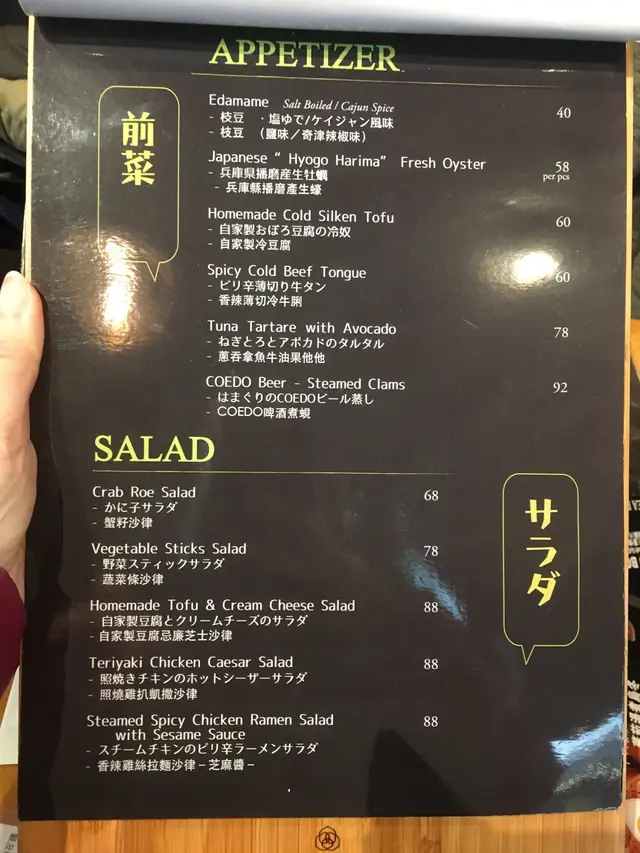 APPETIZER
前菜
Edamame Salt Boiled / Cajun Spice 40
- 枝豆 ・塩ゆで/ケイジャン風味
- 枝豆 （鹽味／奇津辣椒味）
Japanese " Hyogo Harima" Fresh Oyster 58
per pcs
- 兵庫県播磨産生牡蠣
- 兵庫縣播磨產生蠔
Homemade Cold Silken Tofu 60
- 自家製おぼろ豆腐の冷奴
- 自家製冷豆腐
Spicy Cold Beef Tongue 60
- ピリ辛薄切り牛タン
- 香辣薄切冷牛脷
Tuna Tartare with Avocado 78
- ねぎとろとアボカドのタルタル
- 蔥吞拿魚牛油果他他
COEDO Beer - Steamed Clams 92
- はまぐりのCOEDOビール蒸し
- COEDO啤酒煮蜆
SALAD
サラダ
Crab Roe Salad 68
- かに子サラダ
- 蟹籽沙律
Vegetable Sticks Salad 78
- 野菜スティックサラダ
- 蔬菜條沙律
Homemade Tofu & Cream Cheese Salad 88
- 自家製豆腐とクリームチーズのサラダ
- 自家製豆腐忌廉芝士沙律
Teriyaki Chicken Caesar Salad 88
- 照焼きチキンのホットシーザーサラダ
- 照燒雞扒凱撒沙律
Steamed Spicy Chicken Ramen Salad 88
with Sesame Sauce
- スチームチキンのピリ辛ラーメンサラダ
- 香辣雞絲拉麵沙律－芝麻醬－